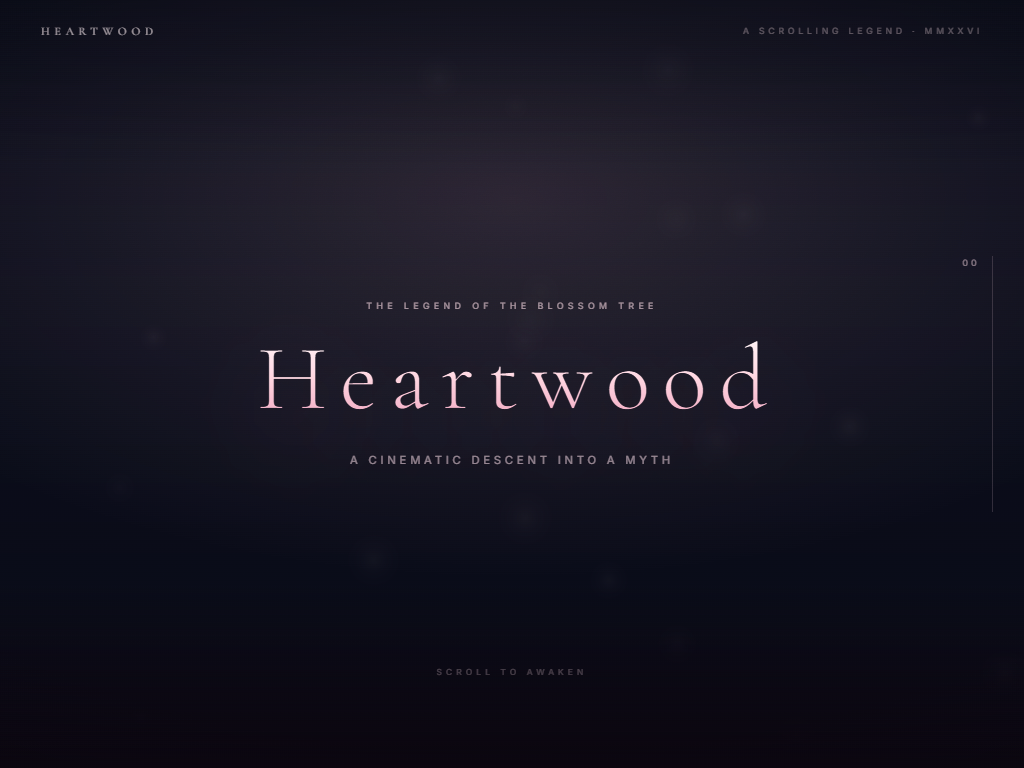 HEARTWOOD
A SCROLLING LEGEND - MMXXVI
00
THE LEGEND OF THE BLOSSOM TREE
Heartwood
A CINEMATIC DESCENT INTO A MYTH
SCROLL TO AWAKEN